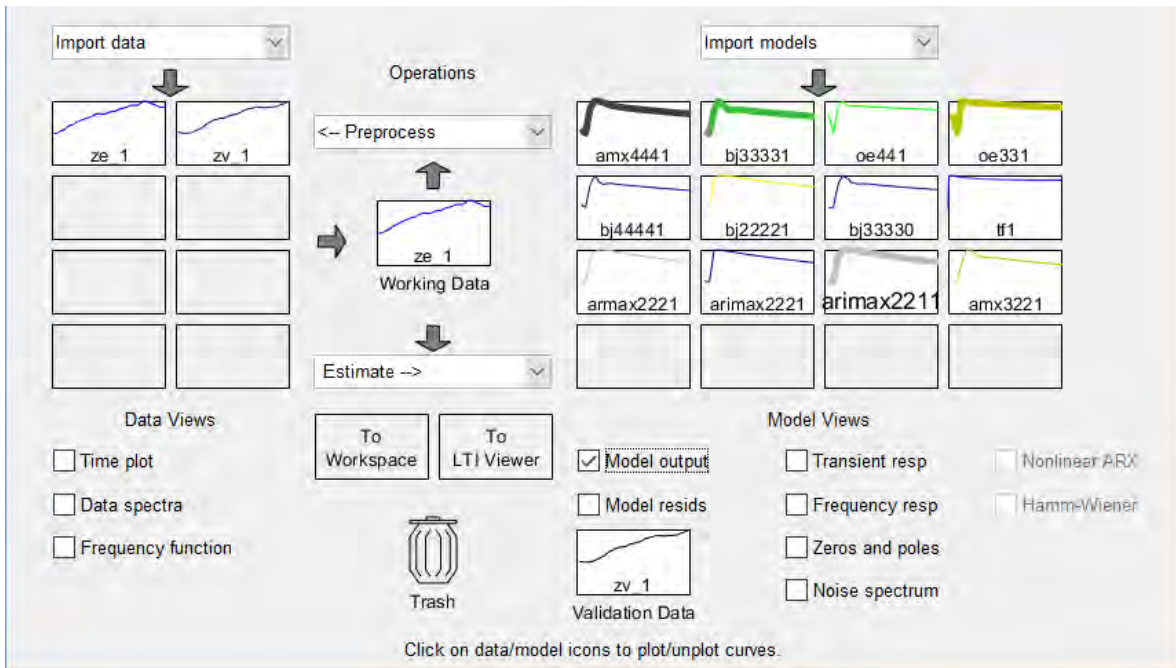 Import data
Import models
Operations
<-- Preprocess
ze_1
zv_1
amx4441
bj33331
oe441
oe331
bj44441
bj22221
bj33330
tf1
ze_1
Working Data
armax2221
arimax2221
arimax2211
amx3221
Estimate -->
Data Views
To
Workspace
To
LTI Viewer
Model Views
Time plot
Data spectra
Frequency function
Model output
Model resids
Transient resp
Frequency resp
Zeros and poles
Noise spectrum
Nonlinear ARX
Hamm-Wiener
Trash
zv_1
Validation Data
Click on data/model icons to plot/unplot curves.